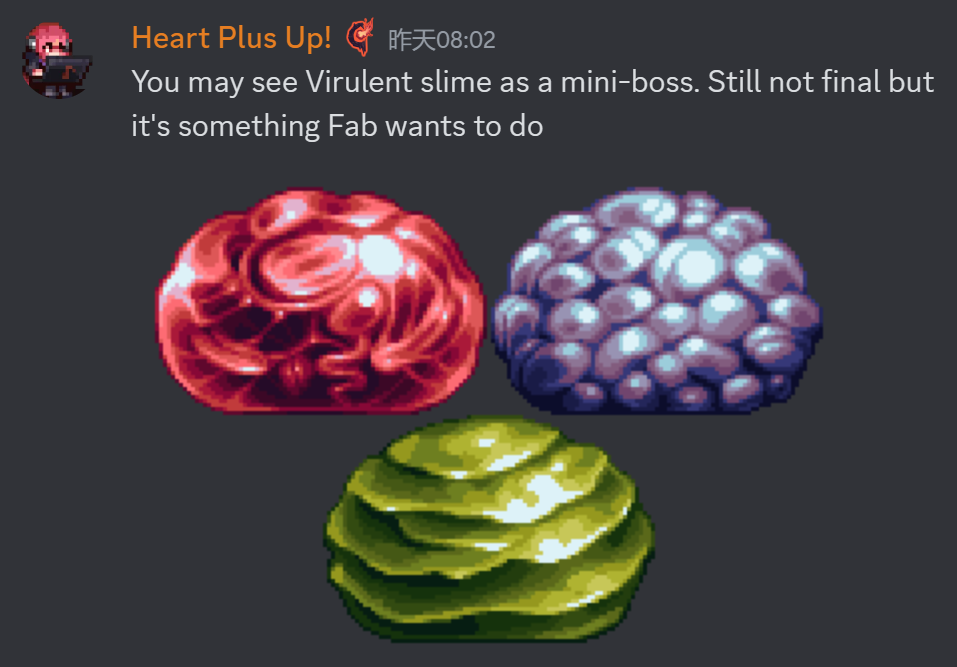 Heart Plus Up! 昨天08:02
You may see Virulent slime as a mini-boss. Still not final but
it's something Fab wants to do